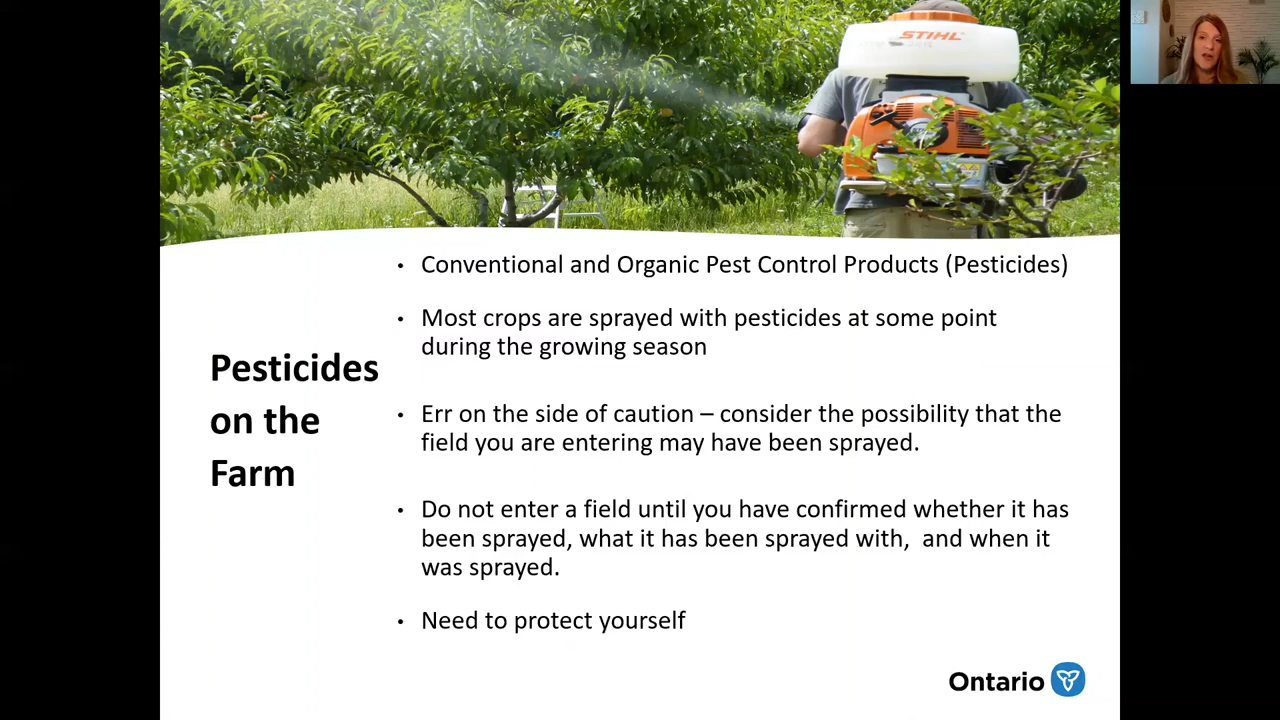 STIHL
• Conventional and Organic Pest Control Products (Pesticides)
• Most crops are sprayed with pesticides at some point
during the growing season
Pesticides
on the
Farm
• Err on the side of caution – consider the possibility that the
field you are entering may have been sprayed.
• Do not enter a field until you have confirmed whether it has
been sprayed, what it has been sprayed with,  and when it
was sprayed.
• Need to protect yourself
Ontario